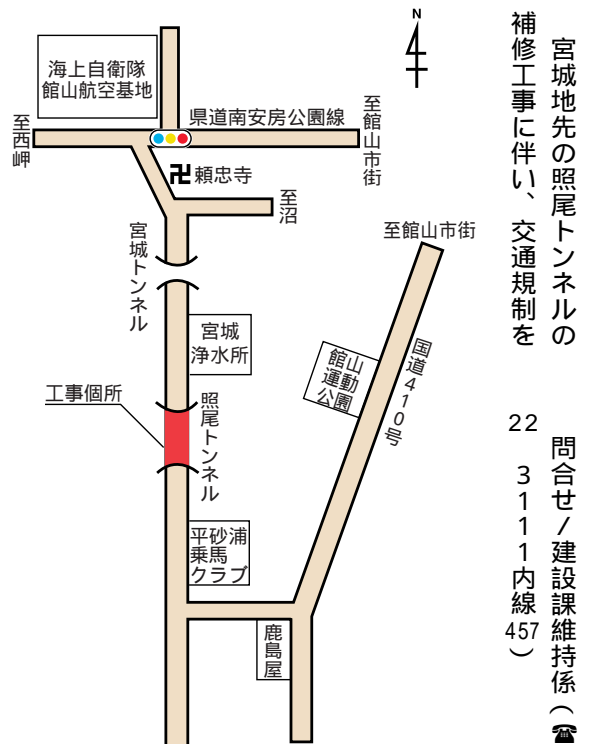 宮城地先の照尾トンネルの
補修工事に伴い、交通規制を
問合せ/建設課維持係(☎
22 3111内線457)
N
海上自衛隊
館山航空基地
県道南安房公園線
至西岬
至館山市街
卍頼忠寺
至沼
宮城トンネル
至館山市街
宮城
浄水所
館山
運動
公園
国道410号
工事個所
照尾トンネル
平砂浦
乗馬
クラブ
鹿島屋